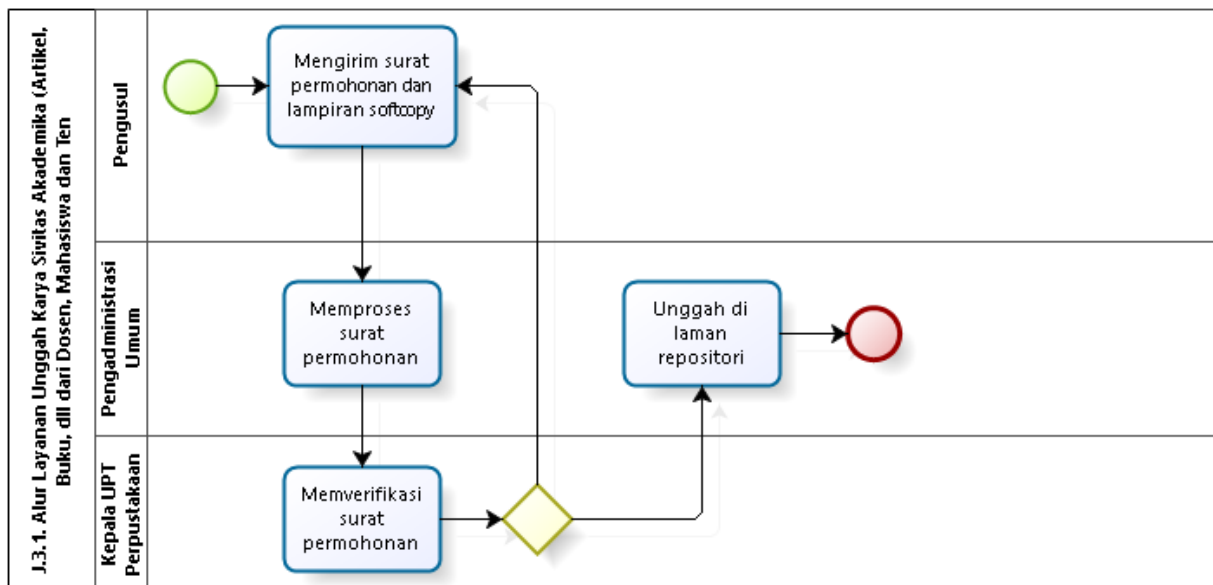 J.3.1. Alur Layanan Unggah Karya Sivitas Akademika (Artikel,
Buku, dll dari Dosen, Mahasiswa dan Ten
Pengusul
Mengirim surat
permohonan dan
lampiran softcopy
Pengadministrasi
Umum
Memproses
surat
permohonan
Unggah di
laman
repositori
Kepala UPT
Perpustakaan
Memverifikasi
surat
permohonan